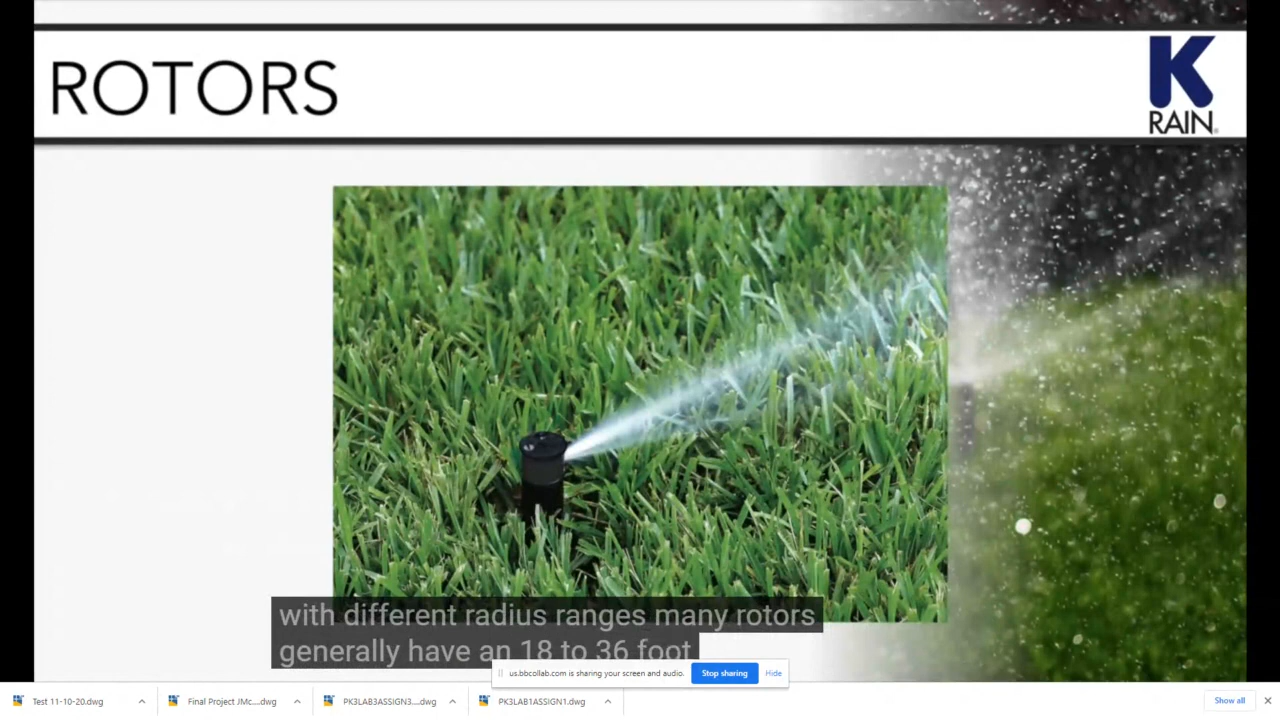 ROTORS
K
RAIN®
with different radius ranges many rotors
generally have an 18 to 36 foot
us.bbcollab.com is sharing your screen and audio.
Stop sharing
Hide
Test 11-10-20.dwg
Final Project JMc....dwg
PK3LAB3ASSIGN3....dwg
PK3LAB1ASSIGN1.dwg
Show all